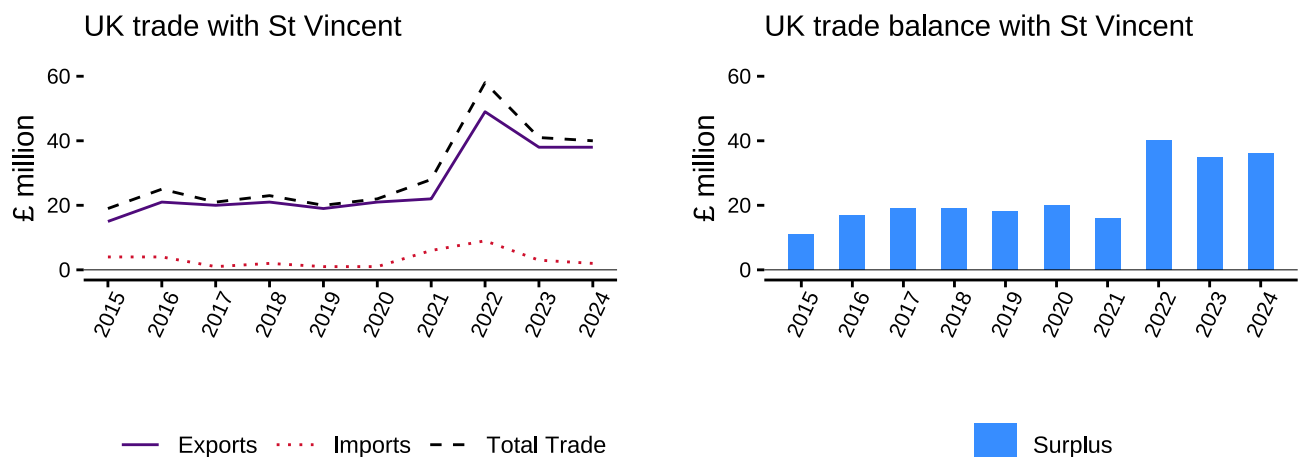 UK trade with St Vincent
60
40
20
0
£ million
2015 2016 2017 2018 2019 2020 2021 2022 2023 2024
Exports Imports Total Trade
UK trade balance with St Vincent
60
40
20
0
£ million
2015 2016 2017 2018 2019 2020 2021 2022 2023 2024
Surplus